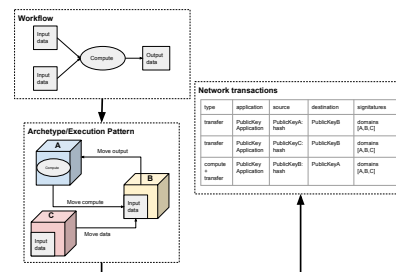 Workflow
Input
data
Compute
Output
data
Input
data
Archetype/Execution Pattern
A
Compute
Move output
B
Input
data
Move compute
C
Input
data
Move data
Network transactions
type application source destination signitatures
transfer PublicKey Application PublicKeyA: hash PublicKeyB domains [A,B,C]
transfer PublicKey Application PublicKeyC: hash PublicKeyB domains [A,B,C]
compute + transfer PublicKey Application PublicKeyB: hash PublicKeyA domains [A,B,C]